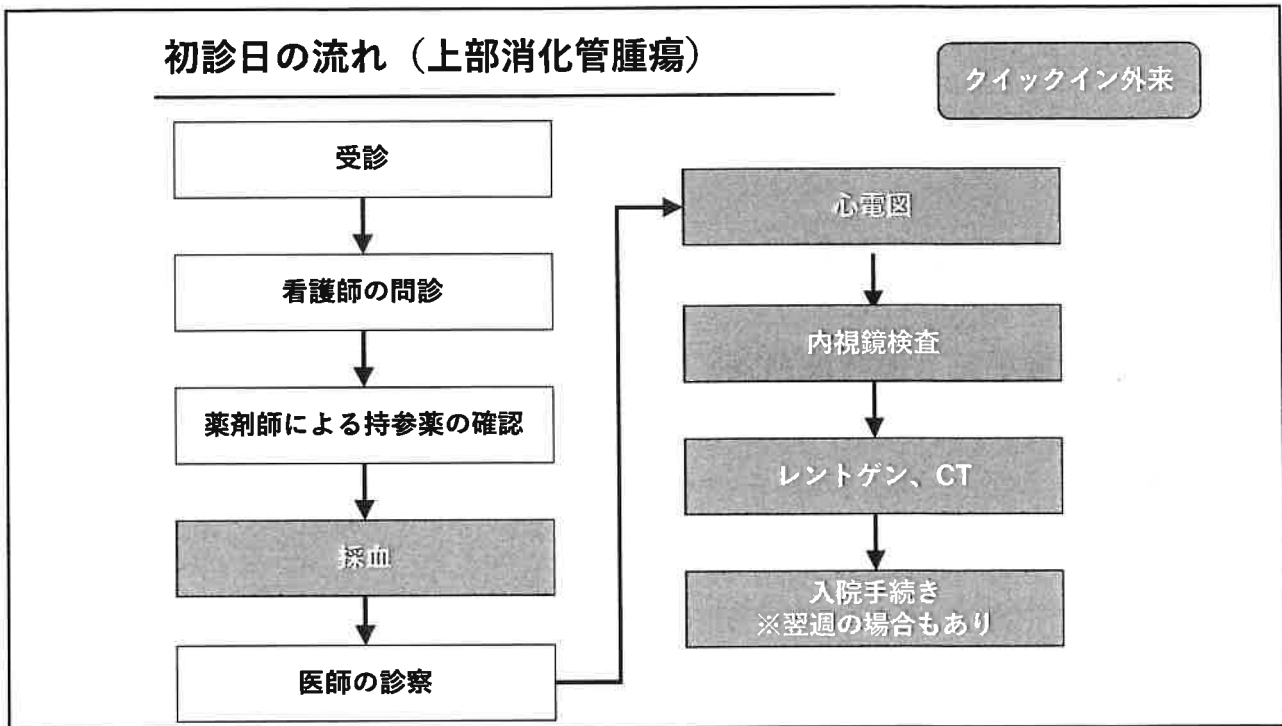 初診日の流れ（上部消化管腫瘍）
クイックイン外来
受診
看護師の問診
薬剤師による持参薬の確認
採血
医師の診察
心電図
内視鏡検査
レントゲン、CT
入院手続き
※翌週の場合もあり